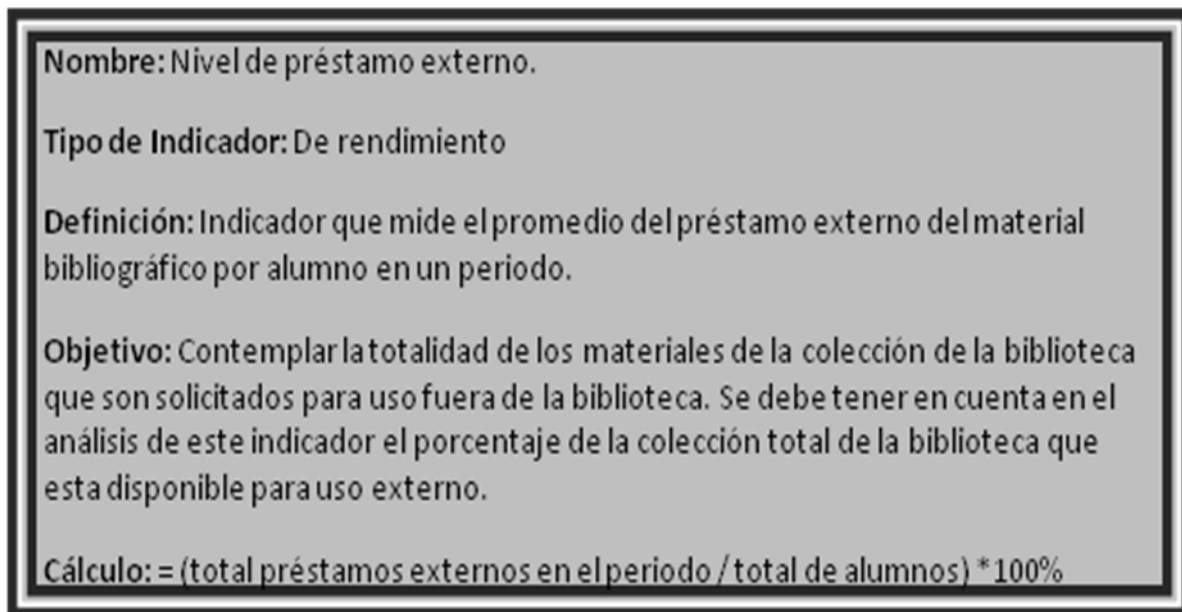 Nombre: Nivel de préstamo externo.
Tipo de Indicador: De rendimiento
Definición: Indicador que mide el promedio del préstamo externo del material
bibliográfico por alumno en un periodo.
Objetivo: Contemplar la totalidad de los materiales de la colección de la biblioteca
que son solicitados para uso fuera de la biblioteca. Se debe tener en cuenta en el
análisis de este indicador el porcentaje de la colección total de la biblioteca que
esta disponible para uso externo.
Cálculo: = (total préstamos externos en el periodo / total de alumnos) *100%